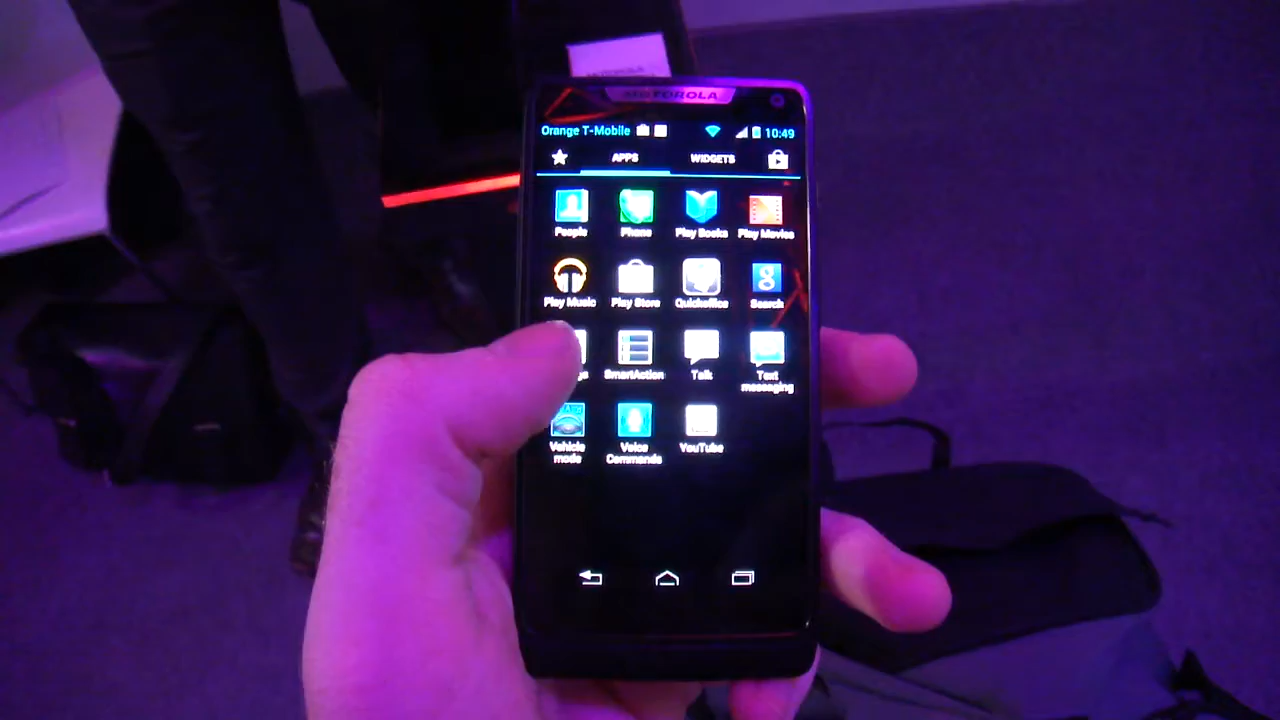 MOTOROLA
Orange T-Mobile 10:49
APPS WIDGETS
People Phone Play Books Play Movies
Play Music Play Store Quickoffice Search
SmartAction Talk Text
messaging
Vehicle Voice YouTube
mode Commands